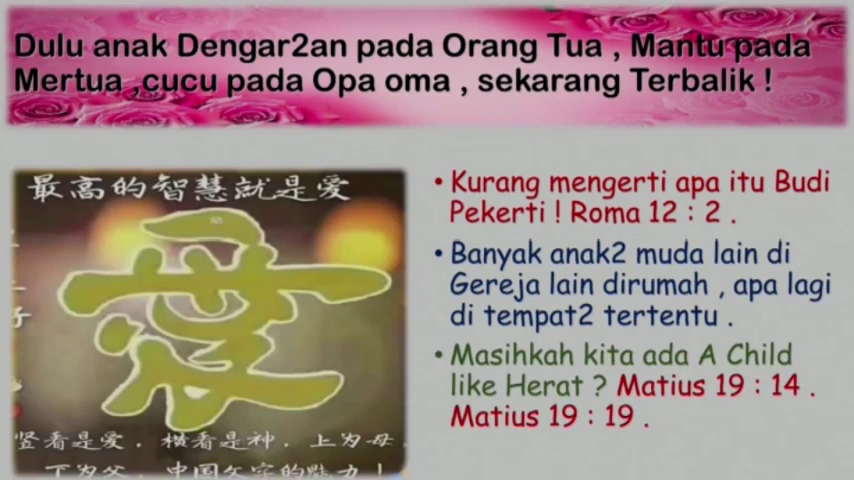 Dulu anak Dengar2an pada Orang Tua , Mantu pada
Mertua ,cucu pada Opa oma , sekarang Terbalik !
最高的智慧就是爱
• Kurang mengerti apa itu Budi
Pekerti ! Roma 12 : 2 .
• Banyak anak2 muda lain di
Gereja lain dirumah , apa lagi
di tempat2 tertentu .
• Masihkah kita ada A Child
like Herat ? Matius 19 : 14 .
Matius 19 : 19 .
竖看是爱 . 横看是神 . 上为母 .
下为父 . 中国文字的魅力 !